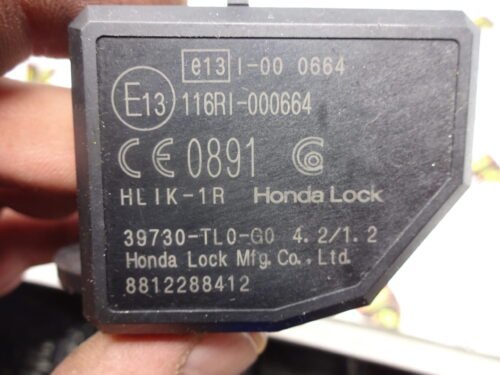 e13 I-00 0664
E13 116RI-000664
CE 0891
HLIK-1R Honda Lock
39730-TL0-G0 4.2/1.2
Honda Lock Mfg.Co.,Ltd.
8812288412